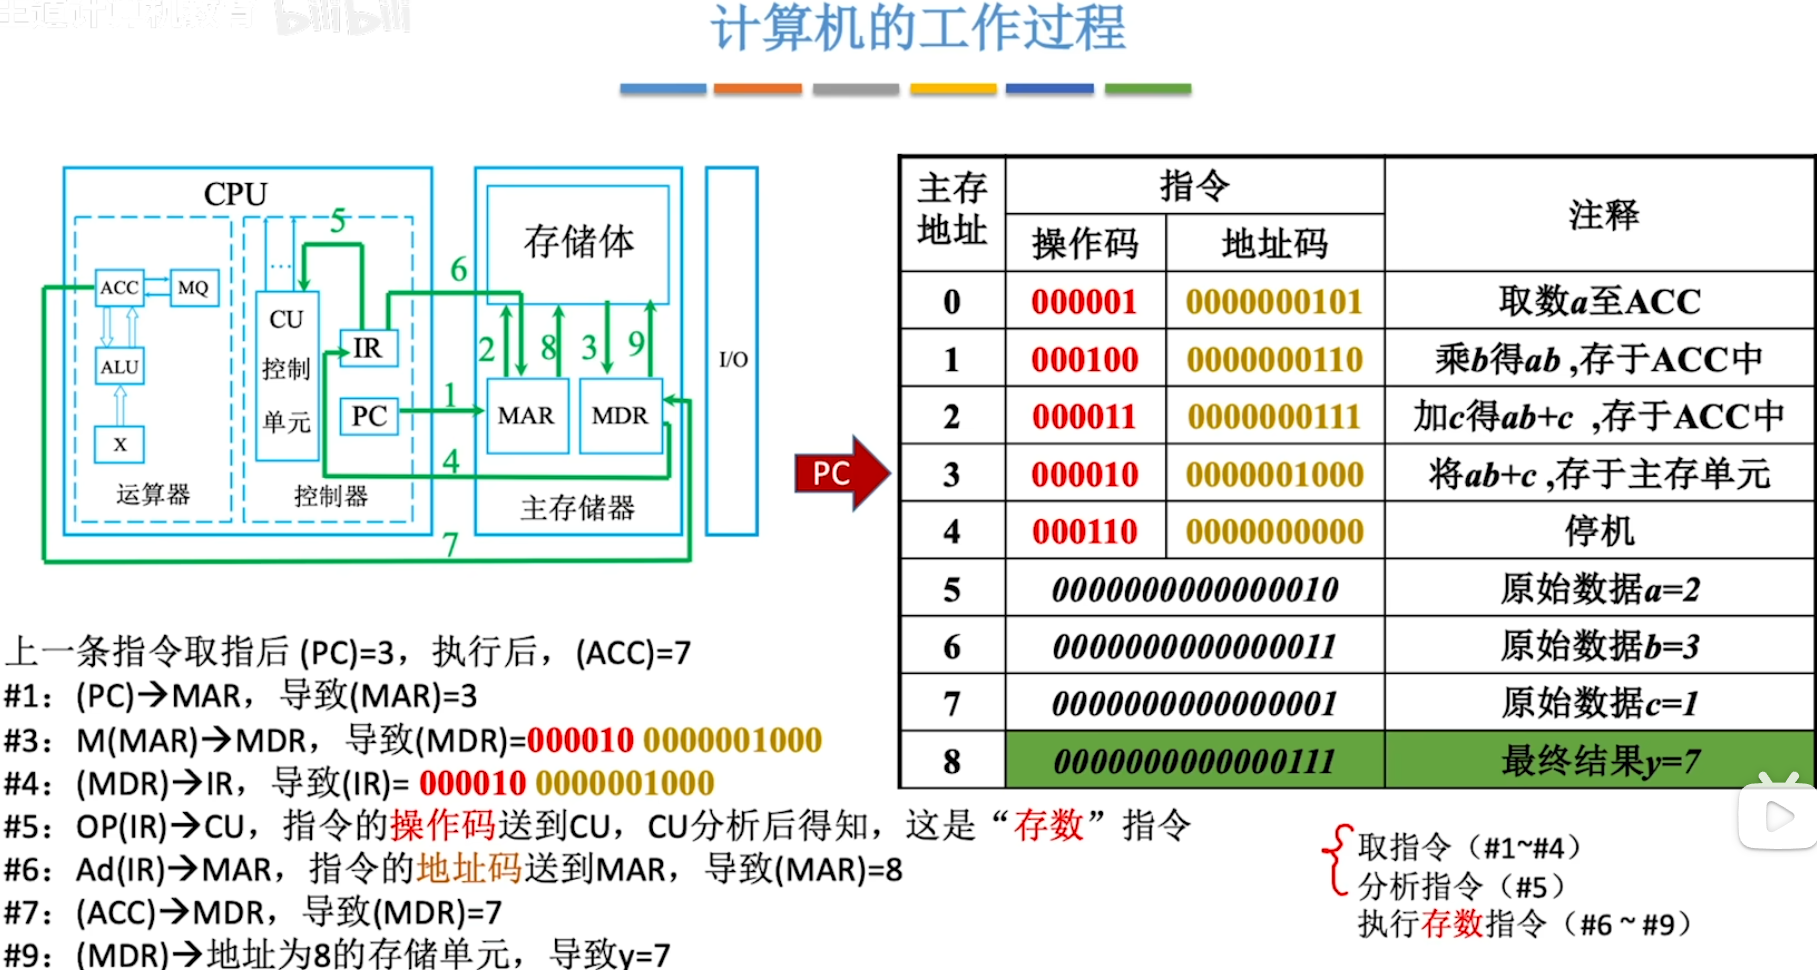 王道计算机教育 bilibili
计算机的工作过程
CPU
5
6
存储体
ACC
MQ
...
CU
控制
单元
IR
2
8
3
9
I/O
ALU
PC
1
MAR
MDR
X
4
运算器
控制器
主存储器
7
PC
主存地址 指令 注释
操作码 地址码
0 000001 0000000101 取数a至ACC
1 000100 0000000110 乘b得ab ,存于ACC中
2 000011 0000000111 加c得ab+c ,存于ACC中
3 000010 0000001000 将ab+c ,存于主存单元
4 000110 0000000000 停机
5 0000000000000010 原始数据a=2
6 0000000000000011 原始数据b=3
7 0000000000000001 原始数据c=1
8 0000000000000111 最终结果y=7
上一条指令取指后 (PC)=3，执行后，(ACC)=7
#1：(PC)→MAR，导致(MAR)=3
#3：M(MAR)→MDR，导致(MDR)=000010 0000001000
#4：(MDR)→IR，导致(IR)= 000010 0000001000
#5：OP(IR)→CU，指令的操作码送到CU，CU分析后得知，这是“存数”指令
#6：Ad(IR)→MAR，指令的地址码送到MAR，导致(MAR)=8
#7：(ACC)→MDR，导致(MDR)=7
#9：(MDR)→地址为8的存储单元，导致y=7
取指令（#1~#4）
分析指令（#5）
执行存数指令（#6 ~ #9）